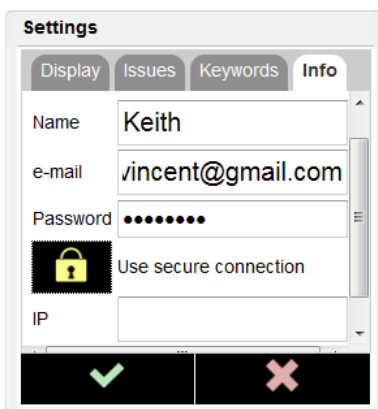 Settings
Display Issues Keywords Info
Name Keith
e-mail vincent@gmail.com
Password ••••••••
Use secure connection
IP